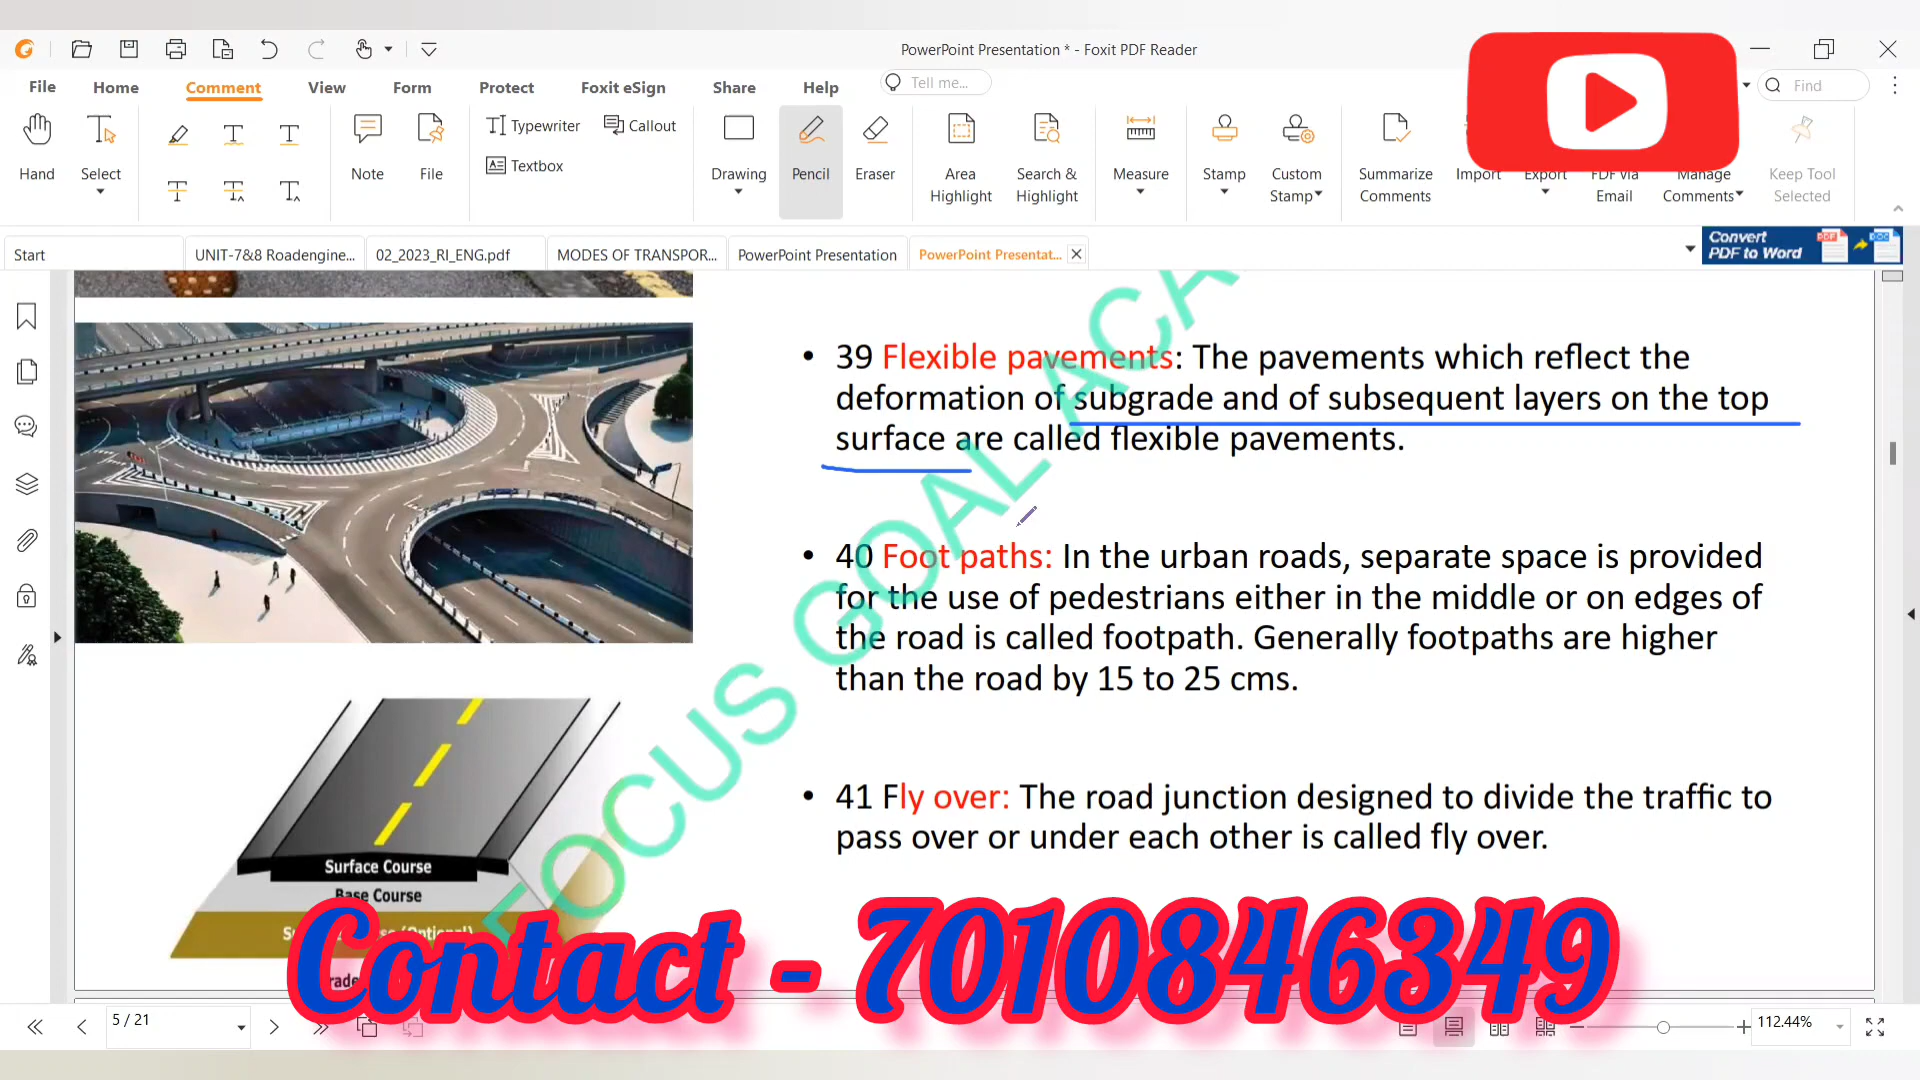 PowerPoint Presentation * - Foxit PDF Reader
File Home Comment View Form Protect Foxit eSign Share Help Tell me... Find
Typewriter Callout
Textbox
Hand Select Note File Drawing Pencil Eraser Area Highlight Search & Highlight Measure Stamp Custom Stamp Summarize Comments Import Export PDF via Email Manage Comments Keep Tool Selected
Start UNIT-7&8 Roadengine... 02_2023_RI_ENG.pdf MODES OF TRANSPOR... PowerPoint Presentation PowerPoint Presentat...
Convert
PDF to Word
• 39 Flexible pavements: The pavements which reflect the
deformation of subgrade and of subsequent layers on the top
surface are called flexible pavements.
• 40 Foot paths: In the urban roads, separate space is provided
for the use of pedestrians either in the middle or on edges of
the road is called footpath. Generally footpaths are higher
than the road by 15 to 25 cms.
• 41 Fly over: The road junction designed to divide the traffic to
pass over or under each other is called fly over.
FOCUS GOAL ACA
Surface Course
Base Course
Contact - 7010846349
5 / 21
112.44%